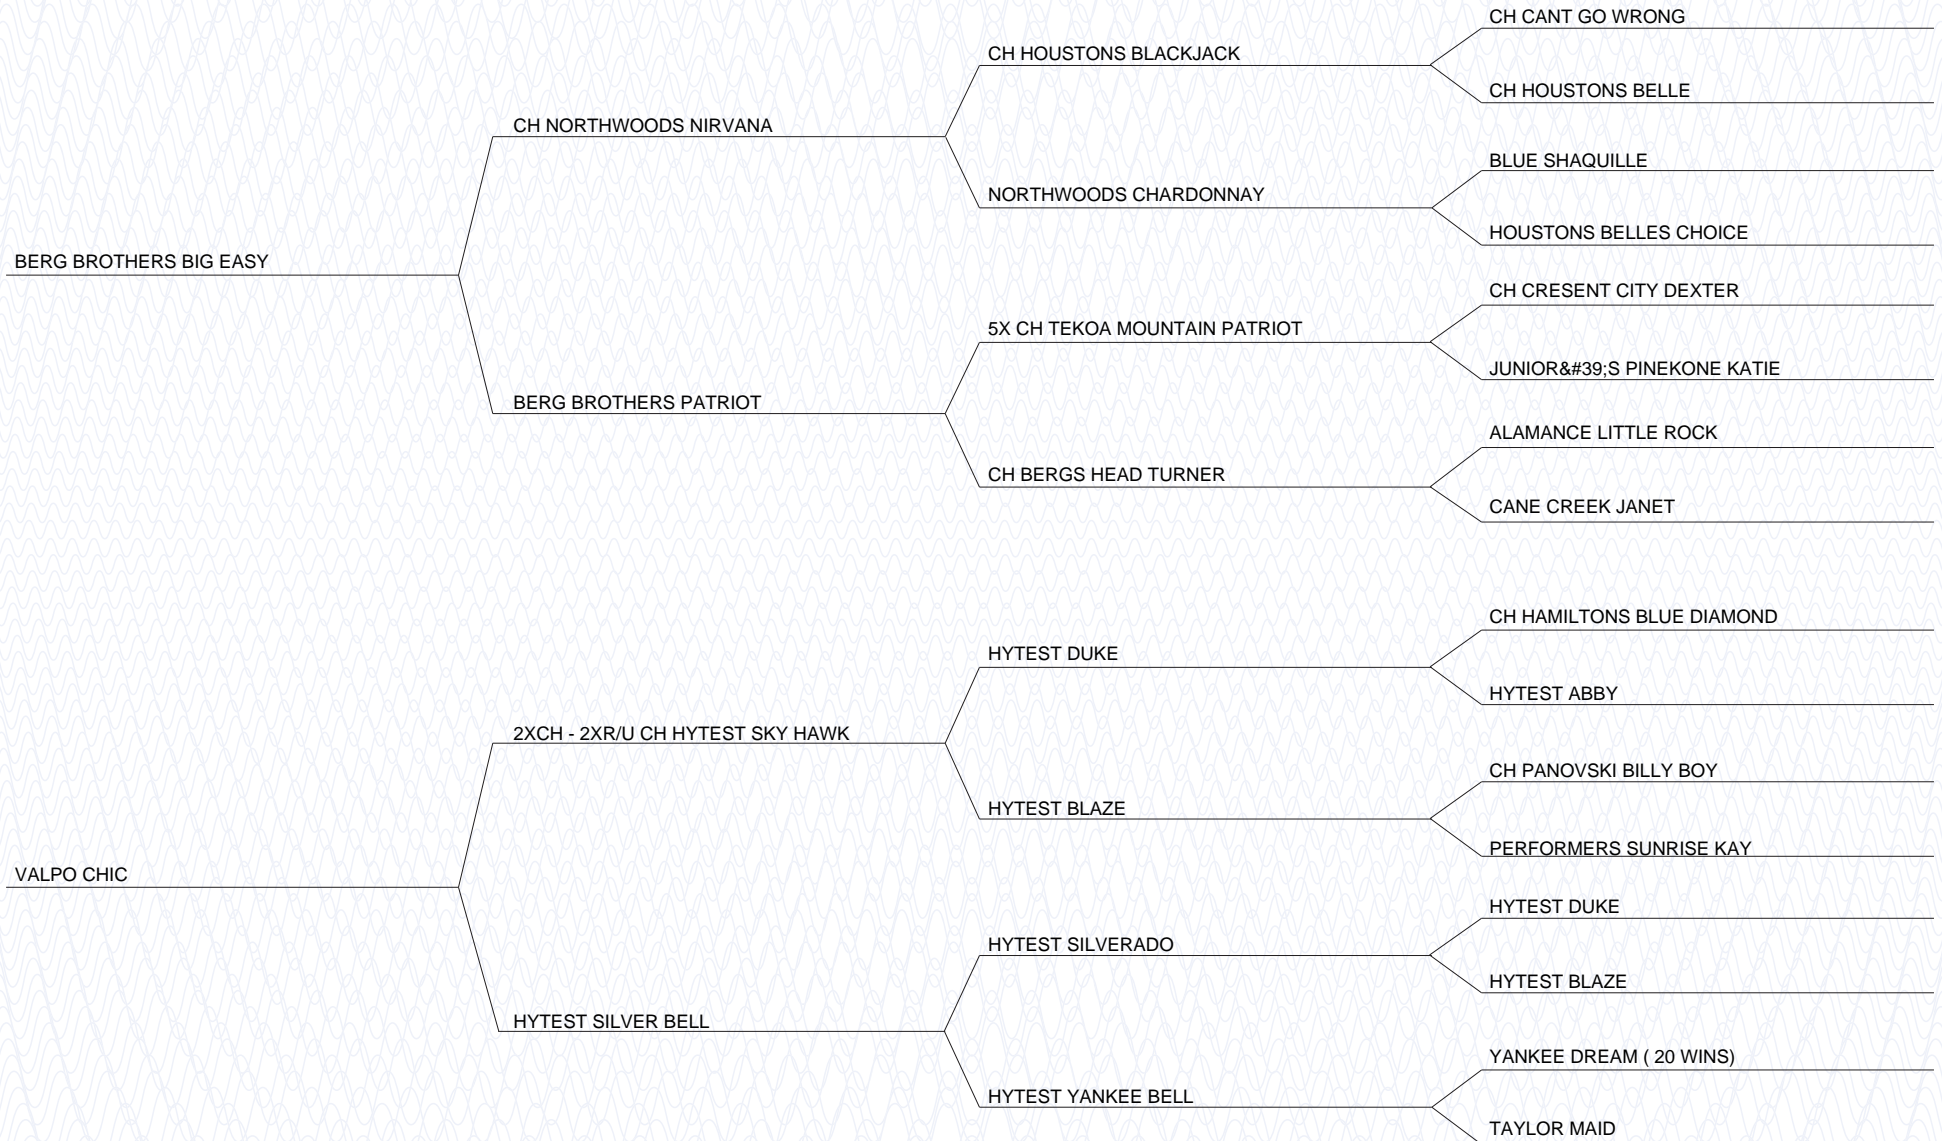 CH CANT GO WRONG
CH HOUSTONS BLACKJACK
CH HOUSTONS BELLE
CH NORTHWOODS NIRVANA
BLUE SHAQUILLE
NORTHWOODS CHARDONNAY
HOUSTONS BELLES CHOICE
BERG BROTHERS BIG EASY
CH CRESENT CITY DEXTER
5X CH TEKOA MOUNTAIN PATRIOT
JUNIOR&#39;S PINEKONE KATIE
BERG BROTHERS PATRIOT
ALAMANCE LITTLE ROCK
CH BERGS HEAD TURNER
CANE CREEK JANET
CH HAMILTONS BLUE DIAMOND
HYTEST DUKE
HYTEST ABBY
2XCH - 2XR/U CH HYTEST SKY HAWK
CH PANOVSKI BILLY BOY
HYTEST BLAZE
PERFORMERS SUNRISE KAY
VALPO CHIC
HYTEST DUKE
HYTEST SILVERADO
HYTEST BLAZE
HYTEST SILVER BELL
YANKEE DREAM ( 20 WINS)
HYTEST YANKEE BELL
TAYLOR MAID